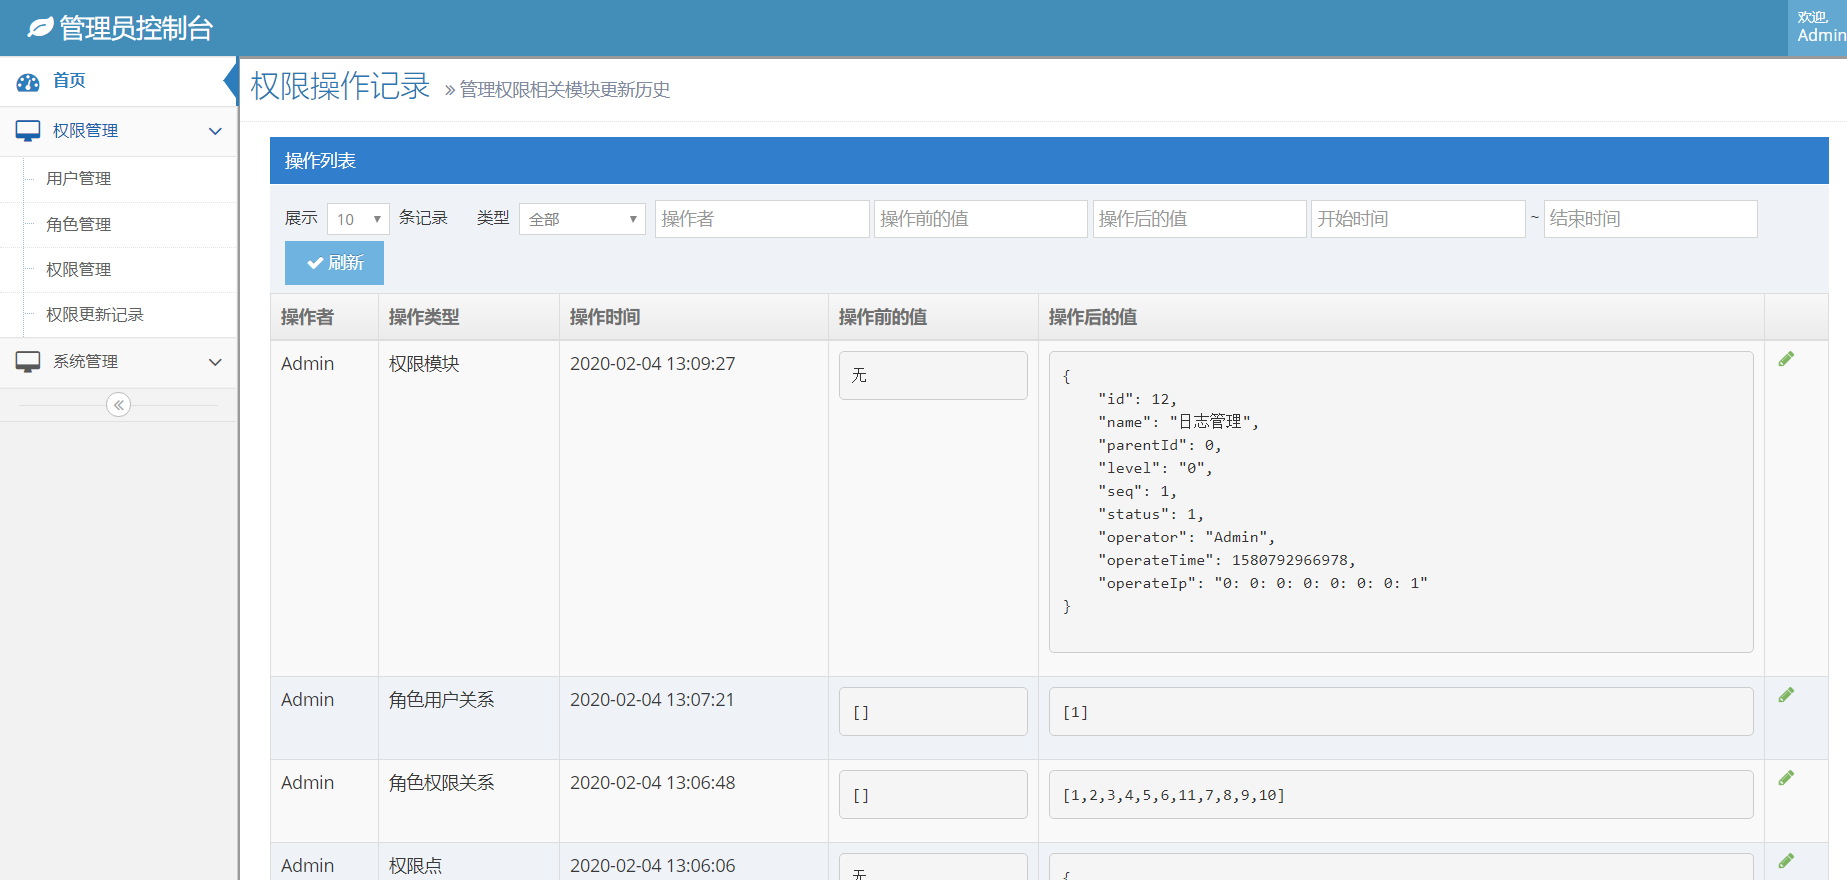 管理员控制台
欢迎,
Admin
首页
权限管理
用户管理
角色管理
权限管理
权限更新记录
系统管理
权限操作记录 » 管理权限相关模块更新历史
操作列表
展示 10 条记录 类型 全部 操作者 操作前的值 操作后的值 开始时间 ~ 结束时间
刷新
操作者 操作类型 操作时间 操作前的值 操作后的值
Admin 权限模块 2020-02-04 13:09:27 无
{
"id": 12,
"name": "日志管理",
"parentId": 0,
"level": "0",
"seq": 1,
"status": 1,
"operator": "Admin",
"operateTime": 1580792966978,
"operateIp": "0: 0: 0: 0: 0: 0: 0: 1"
}
Admin 角色用户关系 2020-02-04 13:07:21 [] [1]
Admin 角色权限关系 2020-02-04 13:06:48 [] [1,2,3,4,5,6,11,7,8,9,10]
Admin 权限点 2020-02-04 13:06:06 无 {